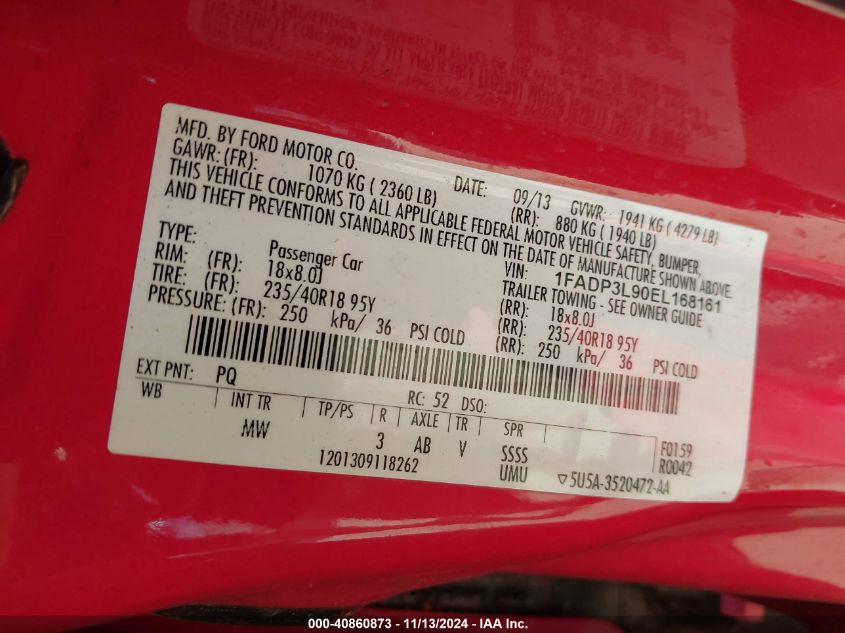 MFD. BY FORD MOTOR CO.
DATE: 09/13 GVWR: 1941 KG ( 4279 LB)
GAWR: (FR): 1070 KG ( 2360 LB) (RR): 880 KG ( 1940 LB)
THIS VEHICLE CONFORMS TO ALL APPLICABLE FEDERAL MOTOR VEHICLE SAFETY, BUMPER,
AND THEFT PREVENTION STANDARDS IN EFFECT ON THE DATE OF MANUFACTURE SHOWN ABOVE.
VIN: 1FADP3L90EL168161
TYPE: Passenger Car TRAILER TOWING - SEE OWNER GUIDE
RIM: (FR): 18x8.0J (RR): 18x8.0J
TIRE: (FR): 235/40R18 95Y (RR): 235/40R18 95Y
PRESSURE: (FR): 250 kPa/ 36 PSI COLD (RR): 250 kPa/ 36 PSI COLD
EXT PNT: PQ RC: 52 DSO:
WB INT TR TP/PS R AXLE TR SPR F0159
MW 3 AB V SSSS R0042
1201309118262 UMU ▽5U5A-3520472-AA
000-40860873 - 11/13/2024 - IAA Inc.